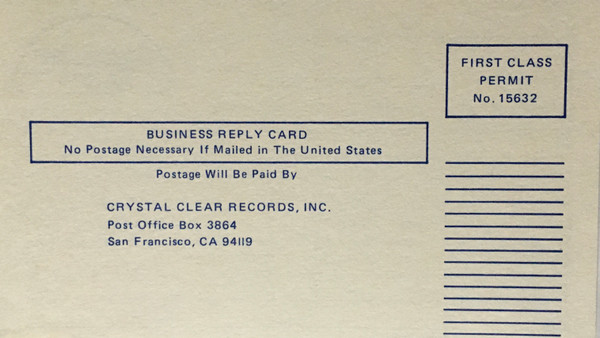 FIRST CLASS
PERMIT
No. 15632
BUSINESS REPLY CARD
No Postage Necessary If Mailed in The United States
Postage Will Be Paid By
CRYSTAL CLEAR RECORDS, INC.
Post Office Box 3864
San Francisco, CA 94119